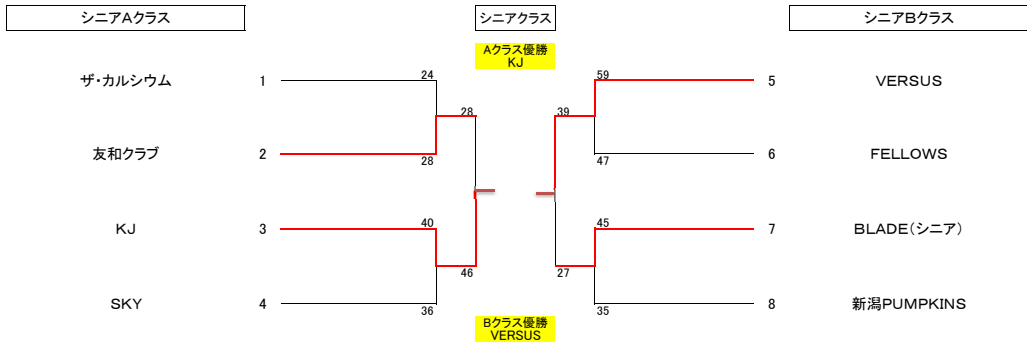 シニアAクラス
シニアクラス
シニアBクラス
Aクラス優勝
KJ
ザ・カルシウム 1 24 59 5 VERSUS
28 39
友和クラブ 2 28 47 6 FELLOWS
KJ 3 40 45 7 BLADE(シニア)
46 27
SKY 4 36 35 8 新潟PUMPKINS
Bクラス優勝
VERSUS